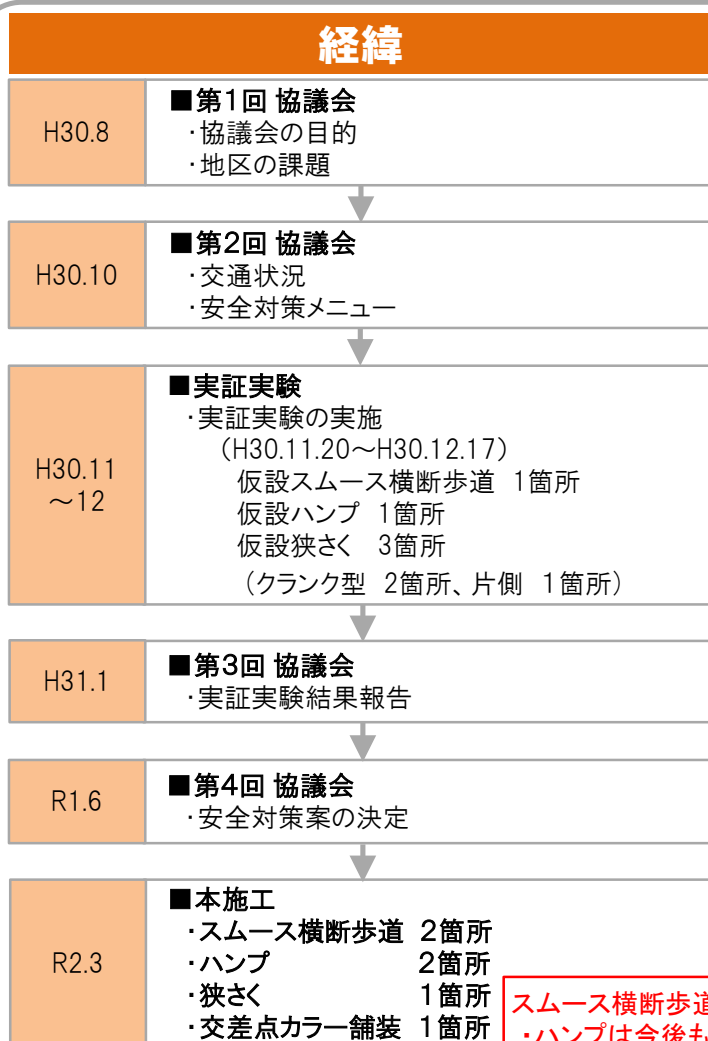 経緯
H30.8
■第1回 協議会
・協議会の目的
・地区の課題
H30.10
■第2回 協議会
・交通状況
・安全対策メニュー
H30.11
～12
■実証実験
・実証実験の実施
（H30.11.20～H30.12.17）
仮設スムース横断歩道 1箇所
仮設ハンプ 1箇所
仮設狭さく 3箇所
（クランク型 2箇所、片側 1箇所）
H31.1
■第3回 協議会
・実証実験結果報告
R1.6
■第4回 協議会
・安全対策案の決定
R2.3
■本施工
・スムース横断歩道 2箇所
・ハンプ 2箇所
・狭さく 1箇所
・交差点カラー舗装 1箇所
スムース横断歩道
・ハンプは今後も